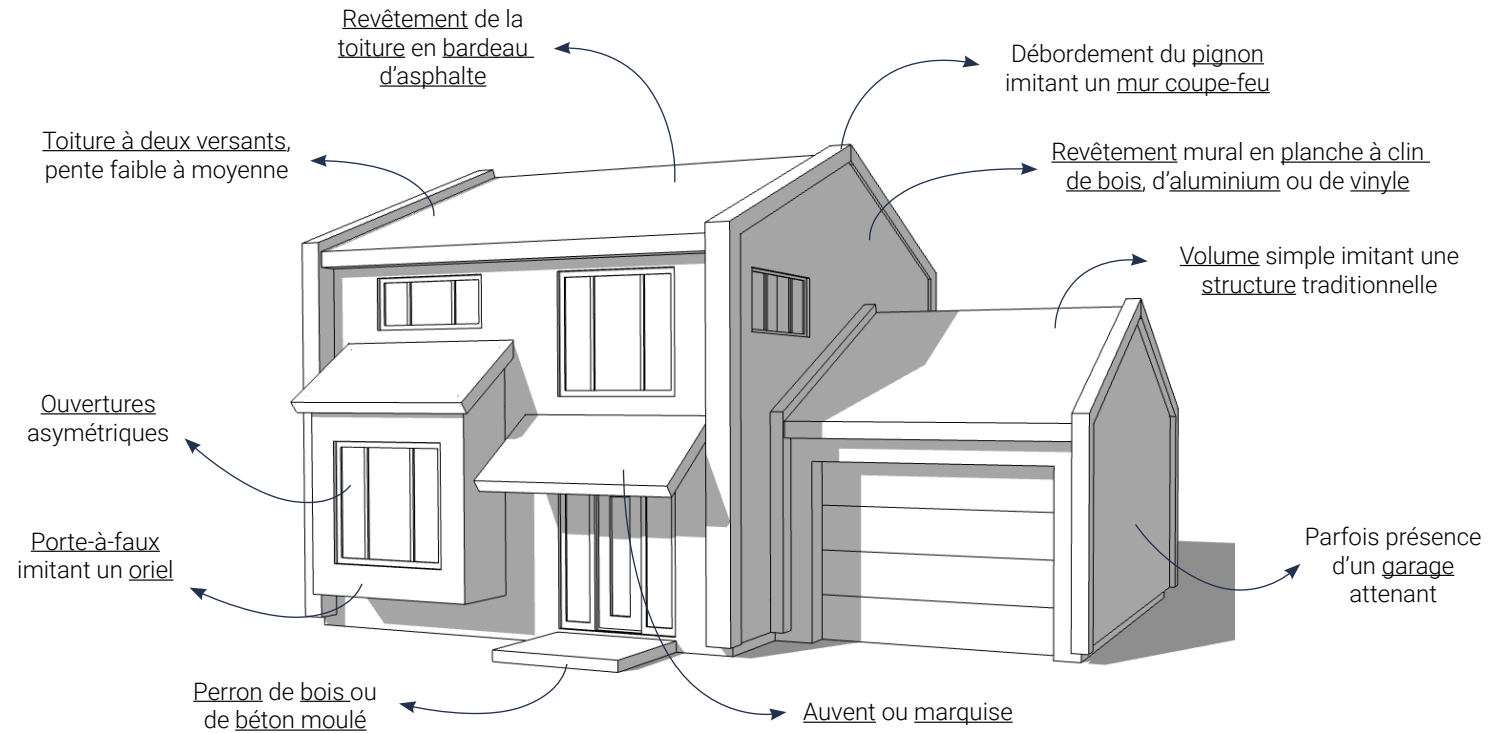 Revêtement de la
toiture en bardeau
d'asphalte
Débordement du pignon
imitant un mur coupe-feu
Toiture à deux versants,
pente faible à moyenne
Revêtement mural en planche à clin
de bois, d'aluminium ou de vinyle
Volume simple imitant une
structure traditionnelle
Ouvertures
asymétriques
Porte-à-faux
imitant un oriel
Parfois présence
d'un garage
attenant
Perron de bois ou
de béton moulé
Auvent ou marquise